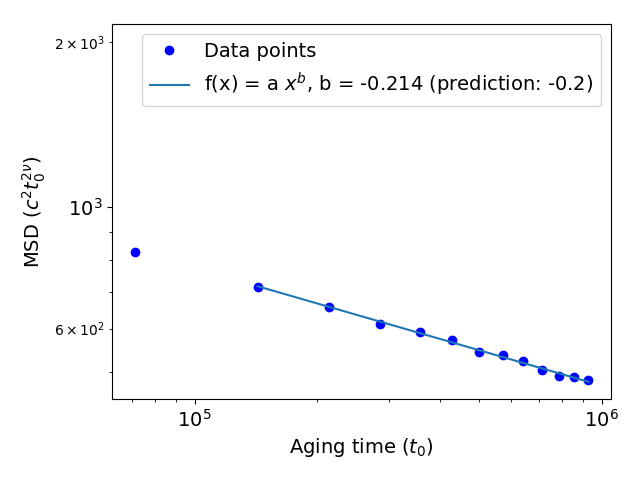 2 × 10³
Data points
f(x) = a x^b, b = -0.214 (prediction: -0.2)
MSD (c²t₀^{2ν})
10³
6 × 10²
10⁵
10⁶
Aging time (t₀)